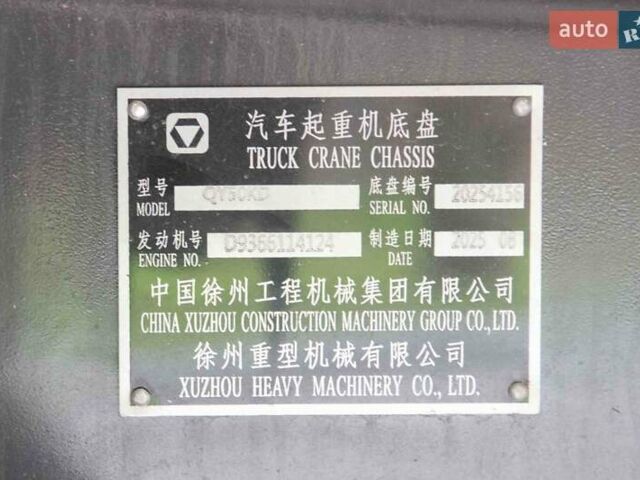 auto
R
汽车起重机底盘
TRUCK CRANE CHASSIS
型号 QY50KD 底盘编号 20254156
MODEL SERIAL NO.
发动机号 D9366114124 制造日期 2025 08
ENGINE NO. DATE
中国徐州工程机械集团有限公司
CHINA XUZHOU CONSTRUCTION MACHINERY GROUP CO.,LTD.
徐州重型机械有限公司
XUZHOU HEAVY MACHINERY CO., LTD.